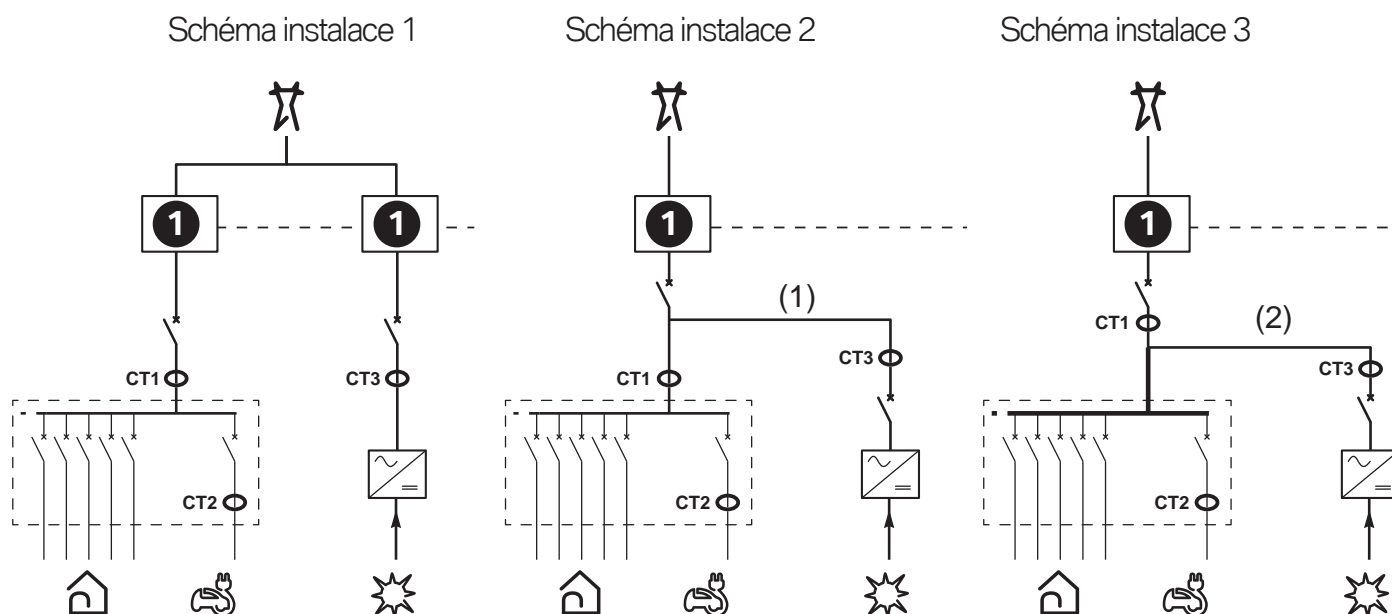 Schéma instalace 1 Schéma instalace 2 Schéma instalace 3
1 1 1 1
(1) (2)
CT1
CT3
CT1 CT3 CT1 CT3
CT2 CT2 CT2